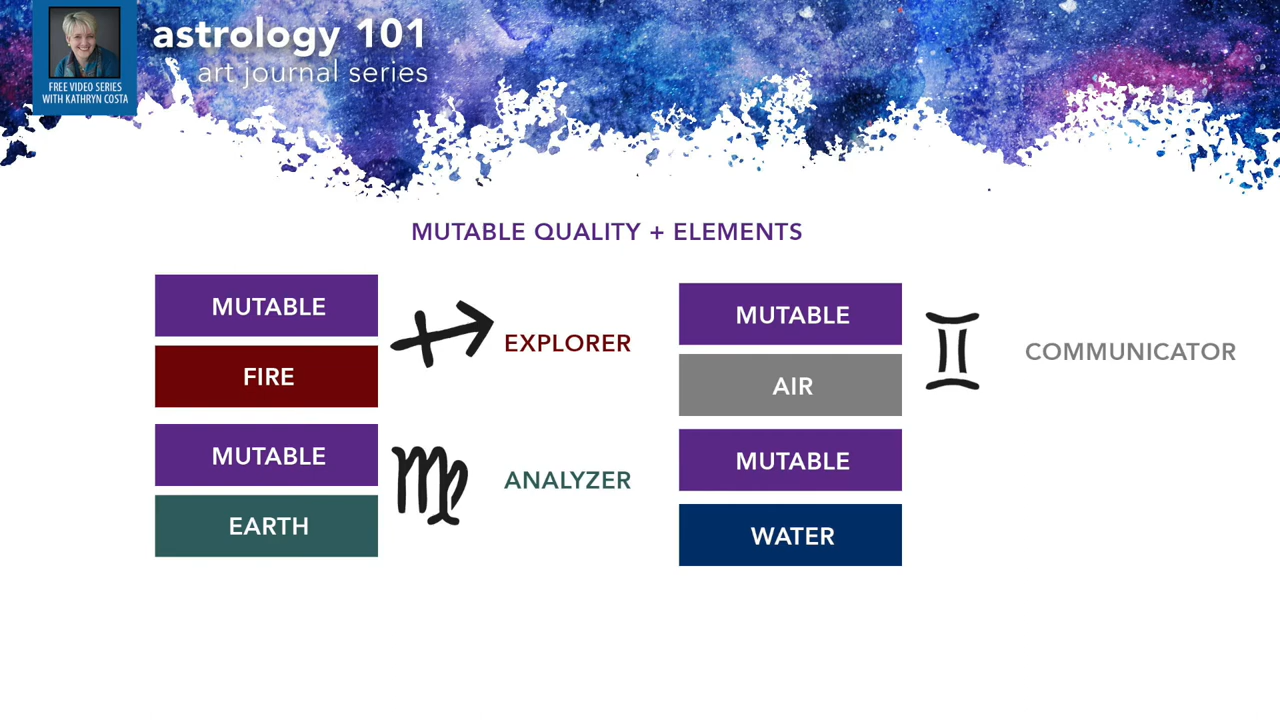 astrology 101
art journal series
FREE VIDEO SERIES
WITH KATHRYN COSTA
MUTABLE QUALITY + ELEMENTS
MUTABLE
FIRE
EXPLORER
MUTABLE
EARTH
ANALYZER
MUTABLE
AIR
COMMUNICATOR
MUTABLE
WATER